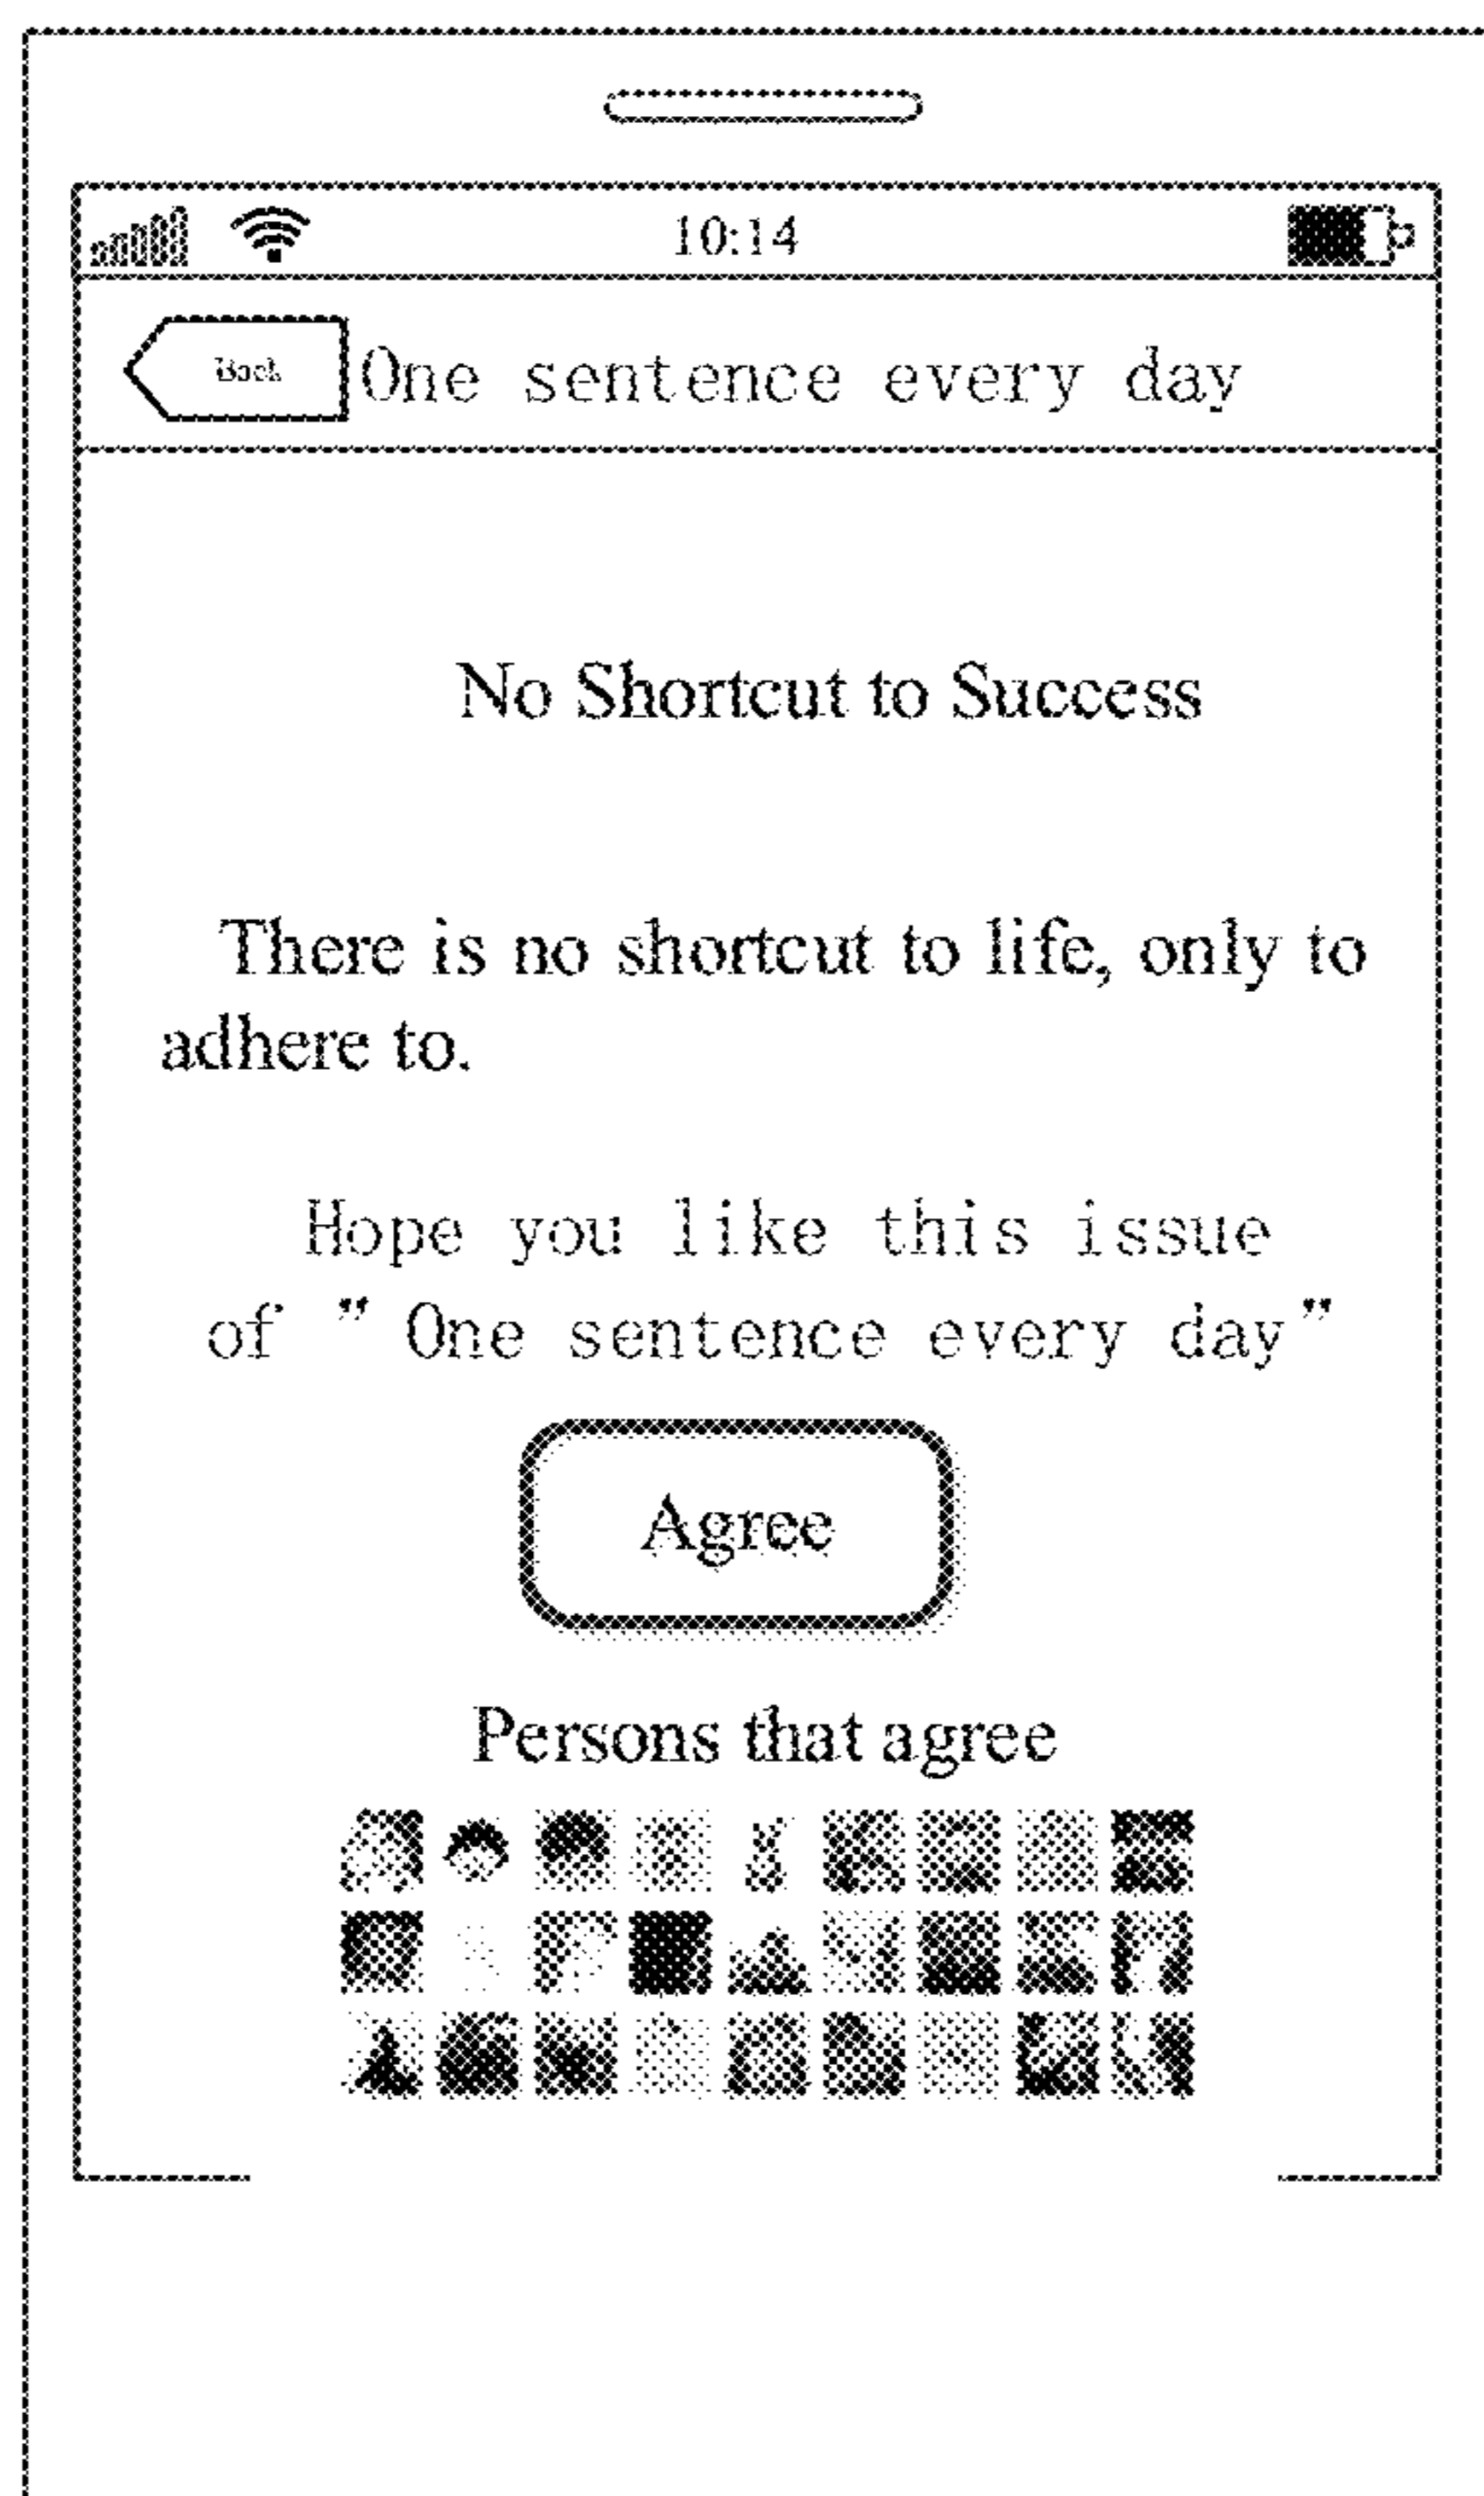 10:14
Back One sentence every day
No Shortcut to Success
There is no shortcut to life, only to
adhere to.
Hope you like this issue
of " One sentence every day"
Agree
Persons that agree